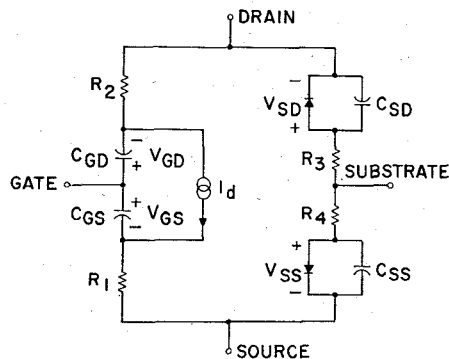 DRAIN
R2
VSD
CSD
CGD
VGD
R3
GATE
Id
SUBSTRATE
CGS
VGS
R4
R1
VSS
CSS
SOURCE